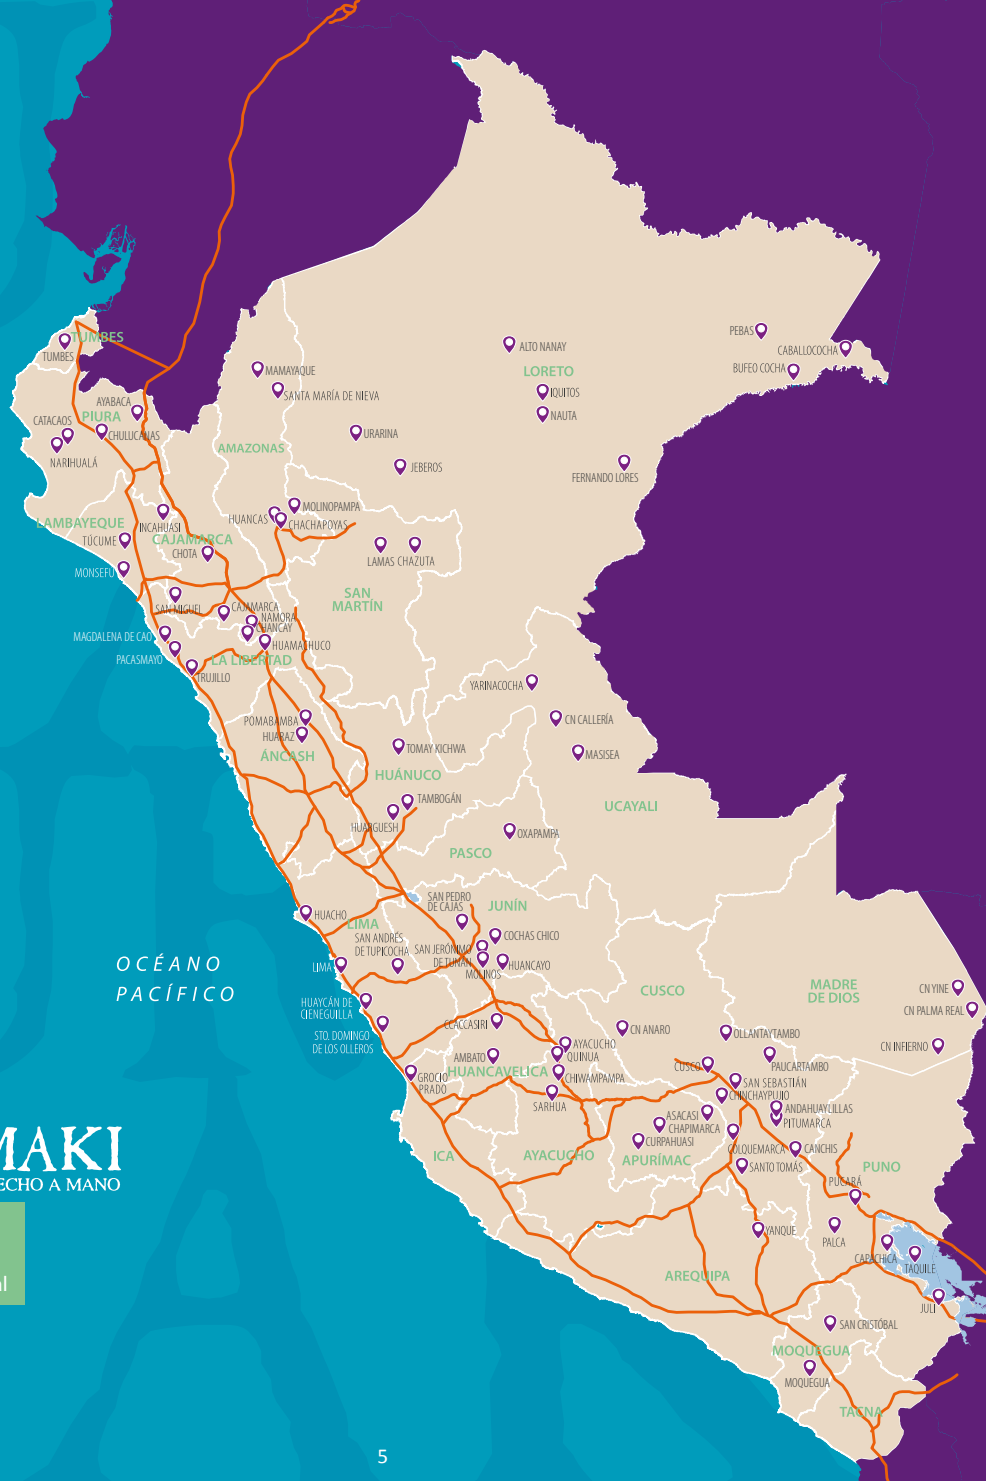 TUMBES
TUMBES
AYABACA
PIURA
CATACAOS
CHULUCANAS
NARIHUALÁ
MAMAYAQUE
SANTA MARÍA DE NIEVA
ALTO NANAY
LORETO
IQUITOS
NAUTA
PEBAS
CABALLOCOCHA
BUFEO COCHA
URARINA
AMAZONAS
JEBEROS
FERNANDO LORES
MOLINOPAMPA
HUANCAS
CHACHAPOYAS
LAMBAYEQUE
INCAHUASI
TÚCUME
CAJAMARCA
CHOTA
MONSEFÚ
LAMAS
CHAZUTA
SAN
MARTÍN
SAN MIGUEL
CAJAMARCA
NAMORA
CHANCAY
MAGDALENA DE CAO
HUAMACHUCO
PACASMAYO
LA LIBERTAD
TRUJILLO
YARINACOCHA
CN CALLERÍA
POMABAMBA
HUARAZ
ÁNCASH
TOMAY KICHWA
MASISEA
HUÁNUCO
TAMBOGÁN
UCAYALI
HUARGUESH
OXAPAMPA
PASCO
SAN PEDRO
DE CAJAS
JUNÍN
HUACHO
LIMA
COCHAS CHICO
SAN ANDRÉS
DE TUPICOCHA
SAN JERÓNIMO
DE TUNÁN
LIMA
MOLINOS
HUANCAYO
OCÉANO
PACÍFICO
CUSCO
MADRE
DE DIOS
CN YINE
CN PALMA REAL
HUAYCÁN DE
CIENEGUILLA
CCACCASIRI
CN ANARO
OLLANTAYTAMBO
STO. DOMINGO
DE LOS OLLEROS
AYACUCHO
QUINUA
CN INFIERNO
AMBATO
HUANCAVELICA
CUSCO
PAUCARTAMBO
GROCIO
PRADO
CHIWAMPAMPA
SAN SEBASTIÁN
CHINCHAYPUJIO
SARHUA
ANDAHUAYLILLAS
PITUMARCA
ASACASI
CHAPIMARCA
CURPAHUASI
COLQUEMARCA
CANCHIS
MAKI
ECHO A MANO
ICA
AYACUCHO
APURÍMAC
SANTO TOMÁS
PUNO
PUCARÁ
YANQUE
PALCA
CAPACHICA
TAQUILE
AREQUIPA
al
JULI
SAN CRISTÓBAL
MOQUEGUA
MOQUEGUA
TACNA
5